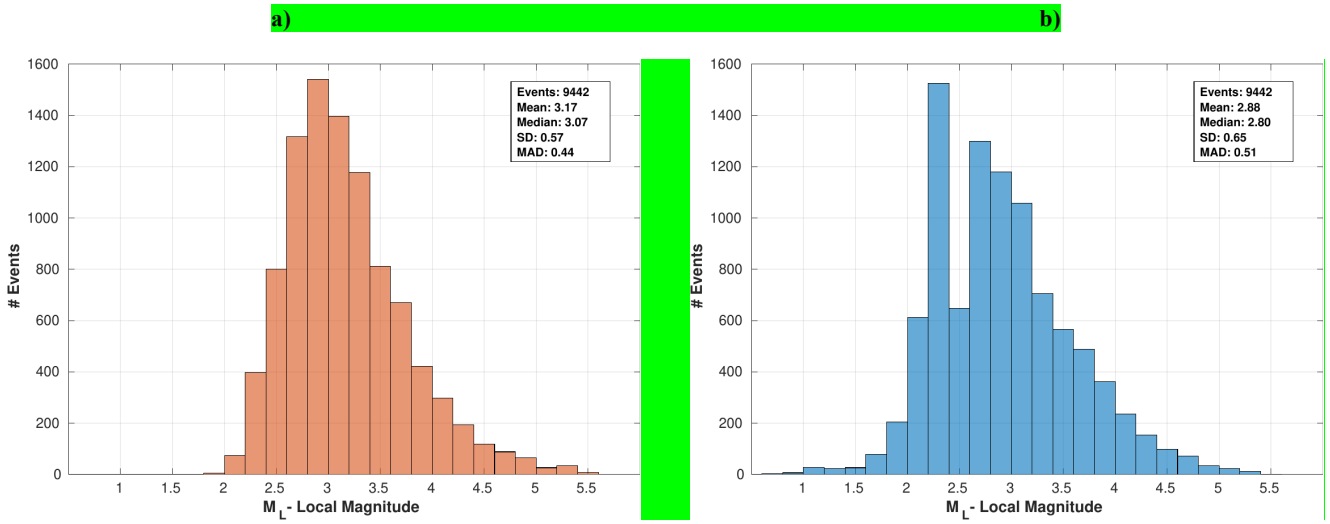 a) b)
1600
1400
1200
1000
800
600
400
200
0
# Events
Events: 9442
Mean: 3.17
Median: 3.07
SD: 0.57
MAD: 0.44
1 1.5 2 2.5 3 3.5 4 4.5 5 5.5
M_L- Local Magnitude
1600
1400
1200
1000
800
600
400
200
0
# Events
Events: 9442
Mean: 2.88
Median: 2.80
SD: 0.65
MAD: 0.51
1 1.5 2 2.5 3 3.5 4 4.5 5 5.5
M_L- Local Magnitude